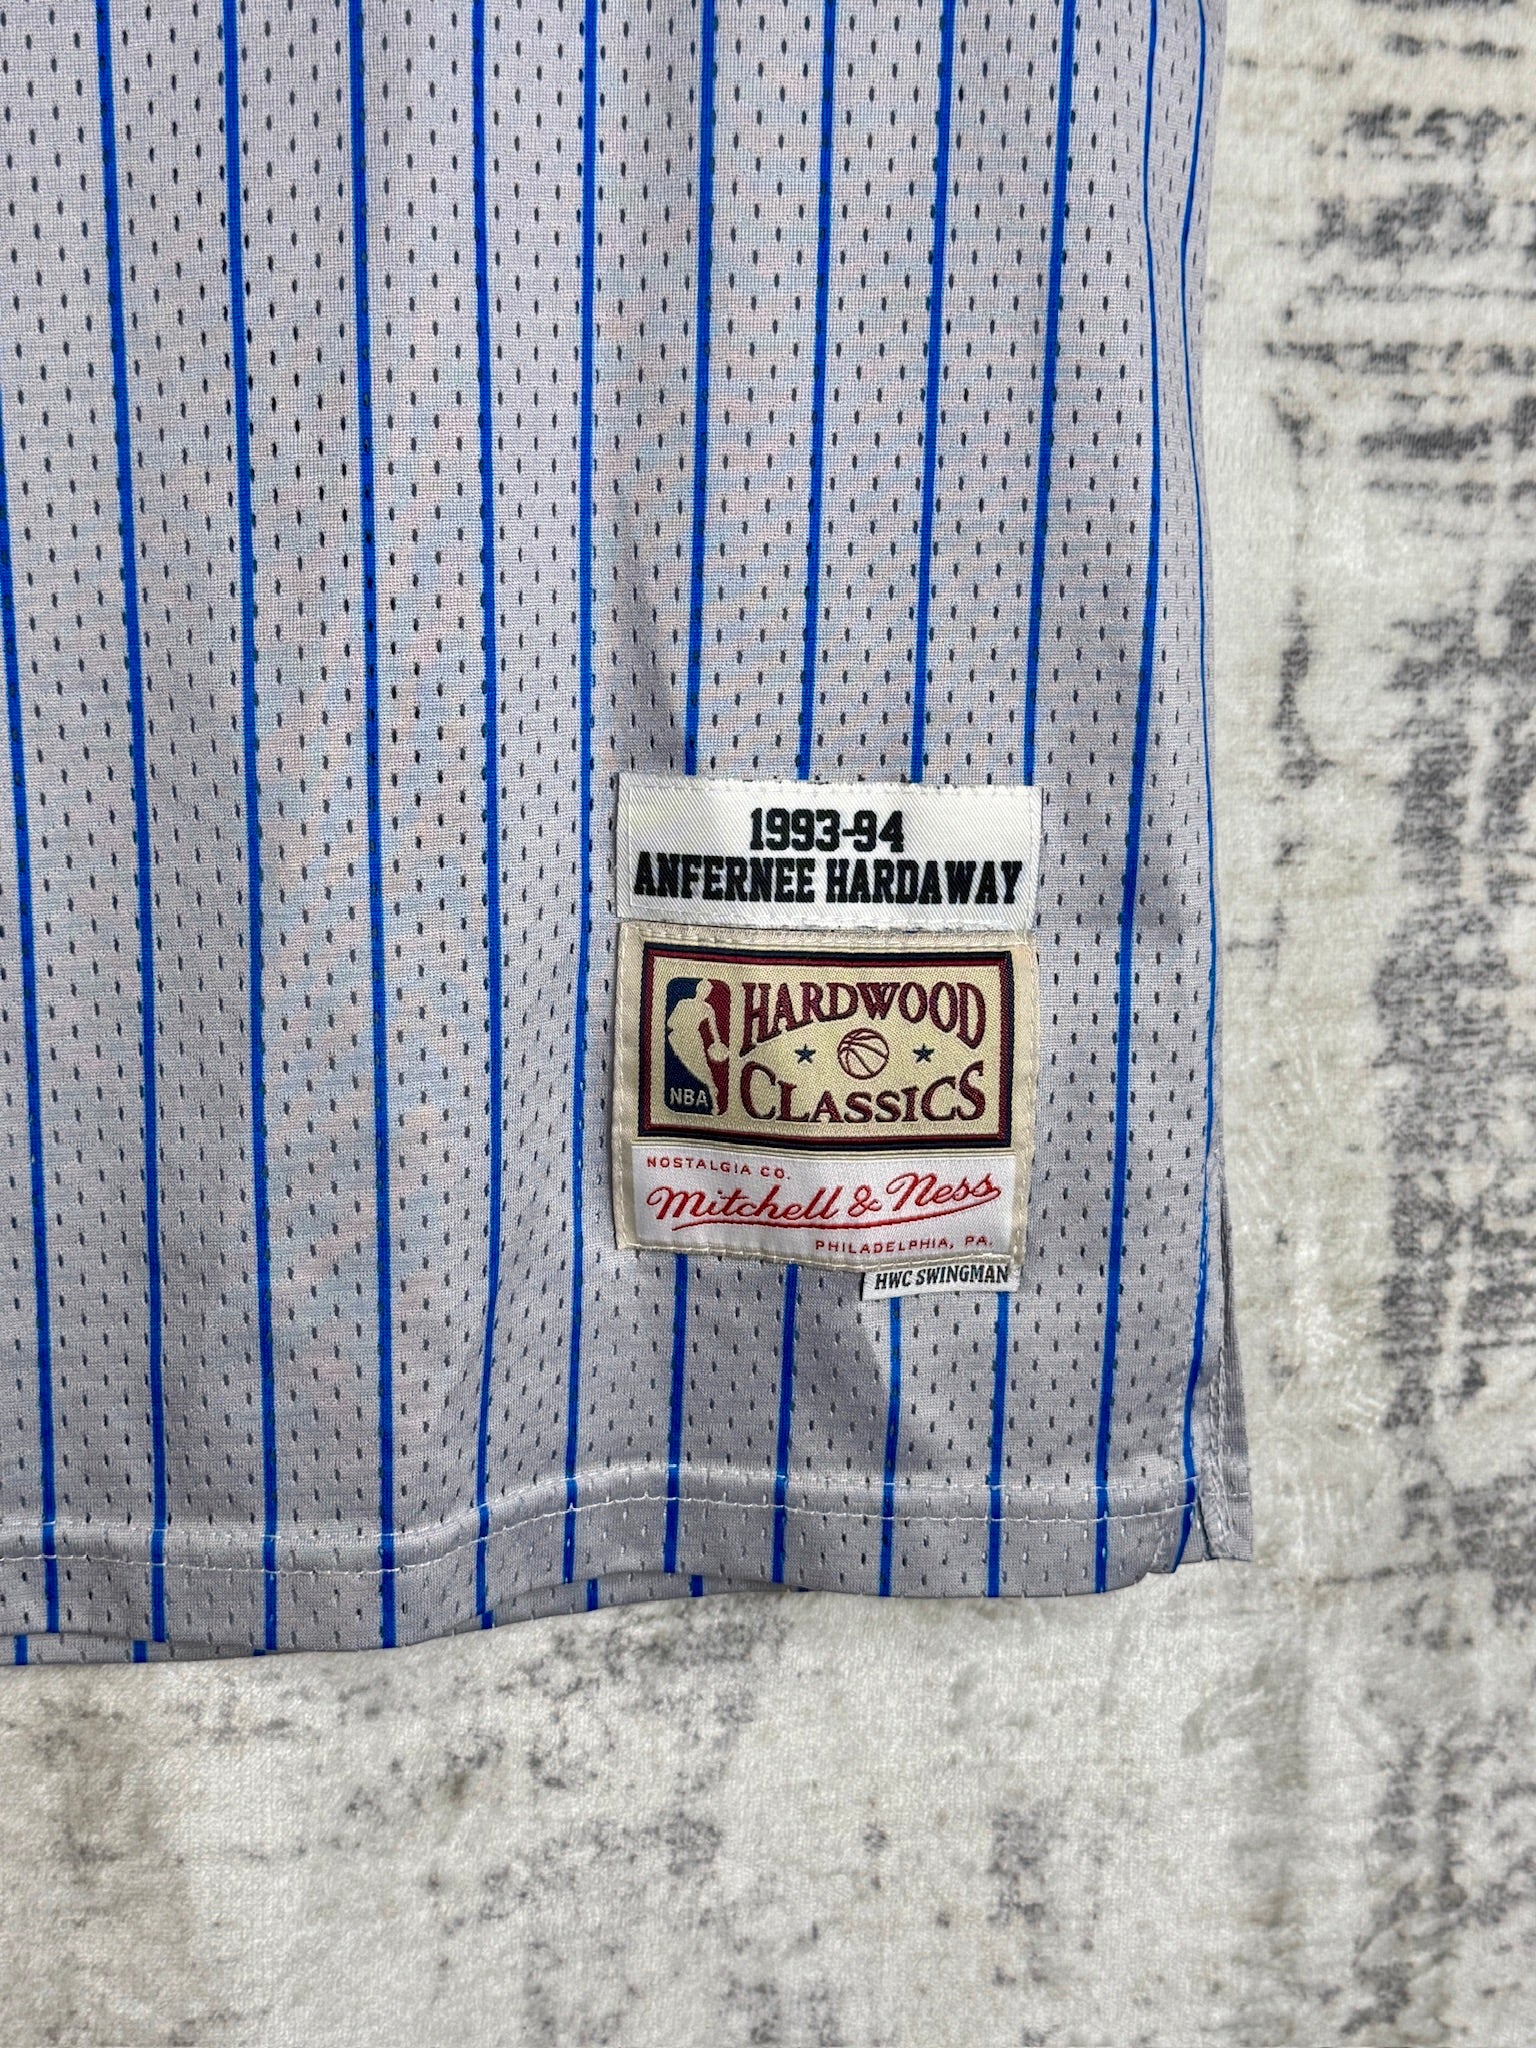 1993-94
ANFERNEE HARDAWAY
HARDWOOD
CLASSICS
NBA
NOSTALGIA CO.
Mitchell & Ness
PHILADELPHIA, PA.
HWC SWINGMAN